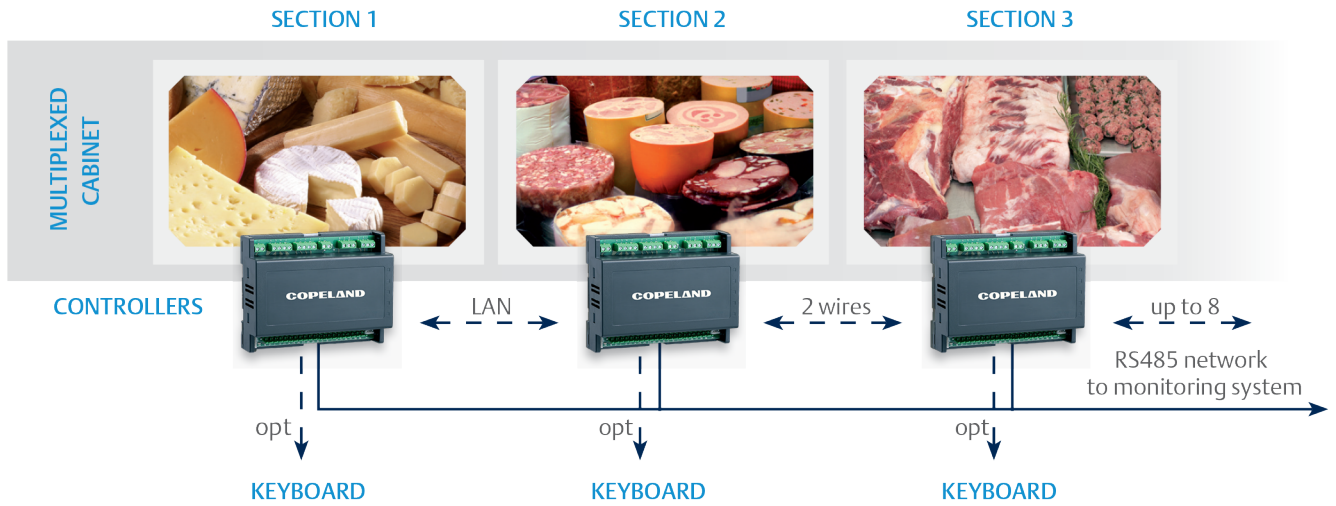 SECTION 1
SECTION 2
SECTION 3
MULTIPLEXED
CABINET
COPELAND
COPELAND
COPELAND
CONTROLLERS
LAN
2 wires
up to 8
RS485 network
to monitoring system
opt
opt
opt
KEYBOARD
KEYBOARD
KEYBOARD